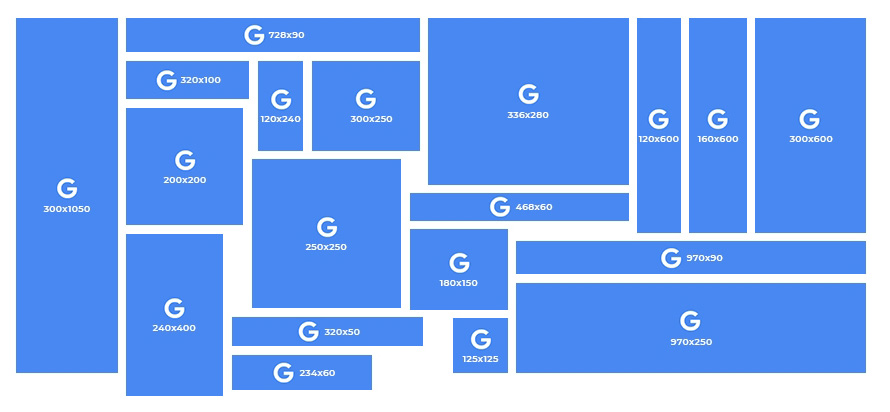 G 728x90
G 320x100
G
120x240
G
300x250
G
336x280
G
120x600
G
160x600
G
300x600
G
200x200
G
300x1050
G
250x250
G 468x60
G
180x150
G 970x90
G
240x400
G 320x50
G
125x125
G
970x250
G 234x60